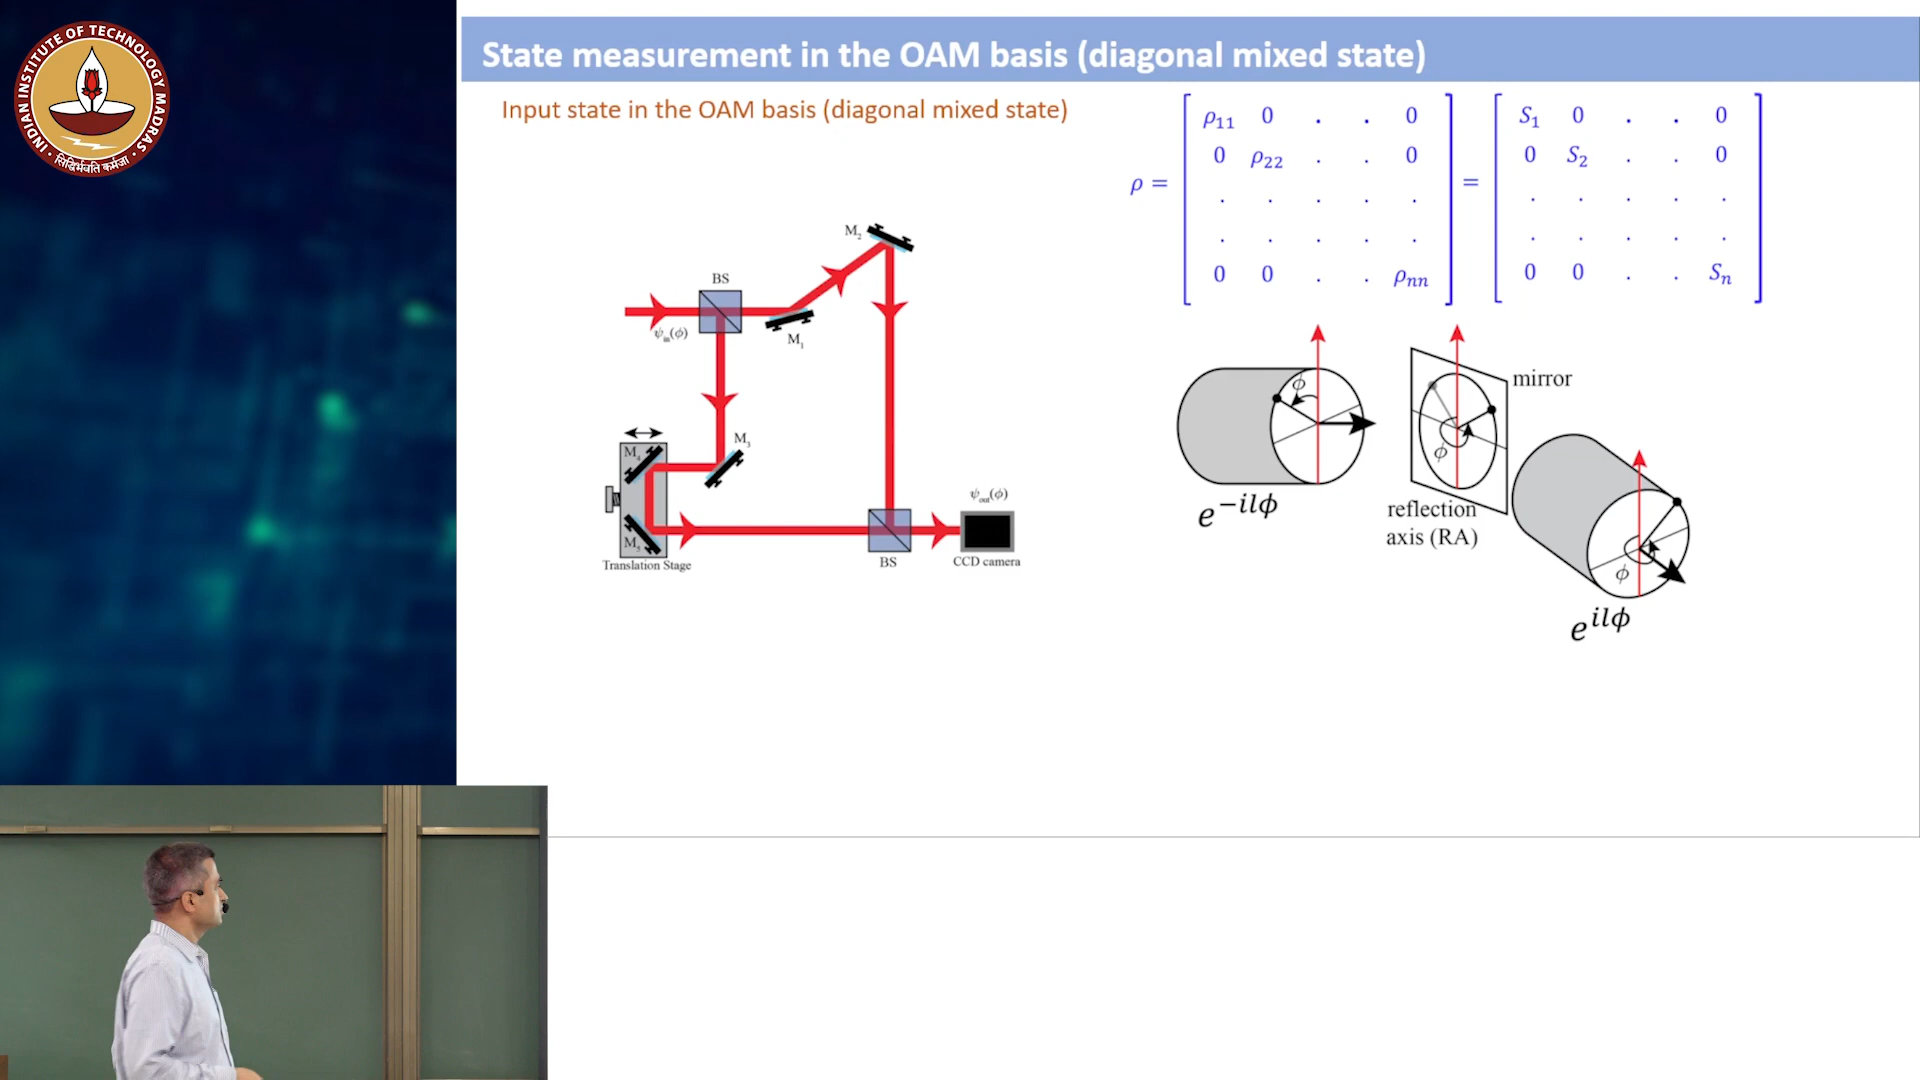 INDIAN INSTITUTE OF TECHNOLOGY MADRAS
सिद्धिर्भवति कर्मजा
State measurement in the OAM basis (diagonal mixed state)
Input state in the OAM basis (diagonal mixed state)
ρ = [ρ₁₁ 0 . . 0
0 ρ₂₂ . . 0
. . . . .
. . . . .
0 0 . . ρₙₙ]
= [S₁ 0 . . 0
0 S₂ . . 0
. . . . .
. . . . .
0 0 . . Sₙ]
M₂
BS
ψᵢₙ(ϕ)
M₁
M₃
M₄
M₅
Translation Stage
ψₒᵤₜ(ϕ)
BS
CCD camera
ϕ
e^{-ilϕ}
mirror
ϕ
reflection
axis (RA)
ϕ
e^{ilϕ}